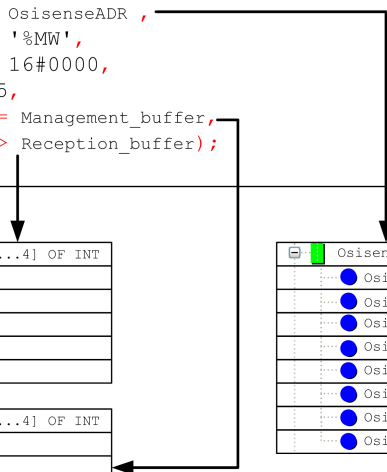 OsisenseADR ,
'%MW',
16#0000,
5,
= Management_buffer,
> Reception_buffer);
...4] OF INT
...4] OF INT
Osisen
Osi
Osi
Osi
Osi
Osi
Osi
Osi
Osi